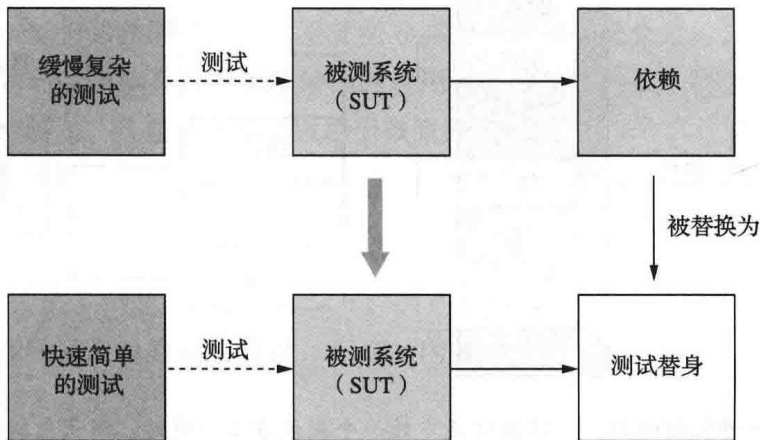 缓慢复杂
的测试
测试
被测系统
（SUT）
依赖
被替换为
快速简单
的测试
测试
被测系统
（SUT）
测试替身